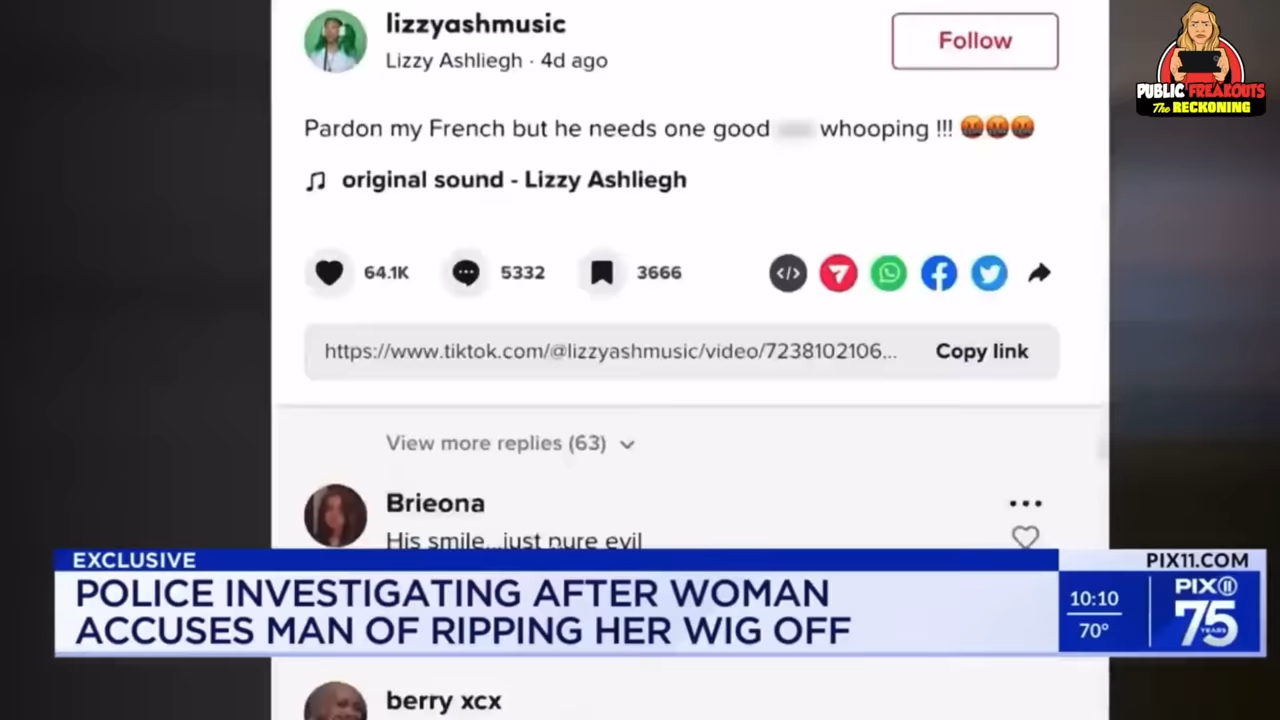 lizzyashmusic
Lizzy Ashliegh · 4d ago
Follow
PUBLIC FREAKOUTS
The RECKONING
Pardon my French but he needs one good whooping !!! 🤬🤬🤬
original sound - Lizzy Ashliegh
64.1K
5332
3666
</>
https://www.tiktok.com/@lizzyashmusic/video/7238102106...
Copy link
View more replies (63)
Brieona
His smile...just pure evil
EXCLUSIVE
PIX11.COM
POLICE INVESTIGATING AFTER WOMAN
ACCUSES MAN OF RIPPING HER WIG OFF
10:10
70°
PIX11
75
YEARS
berry xcx